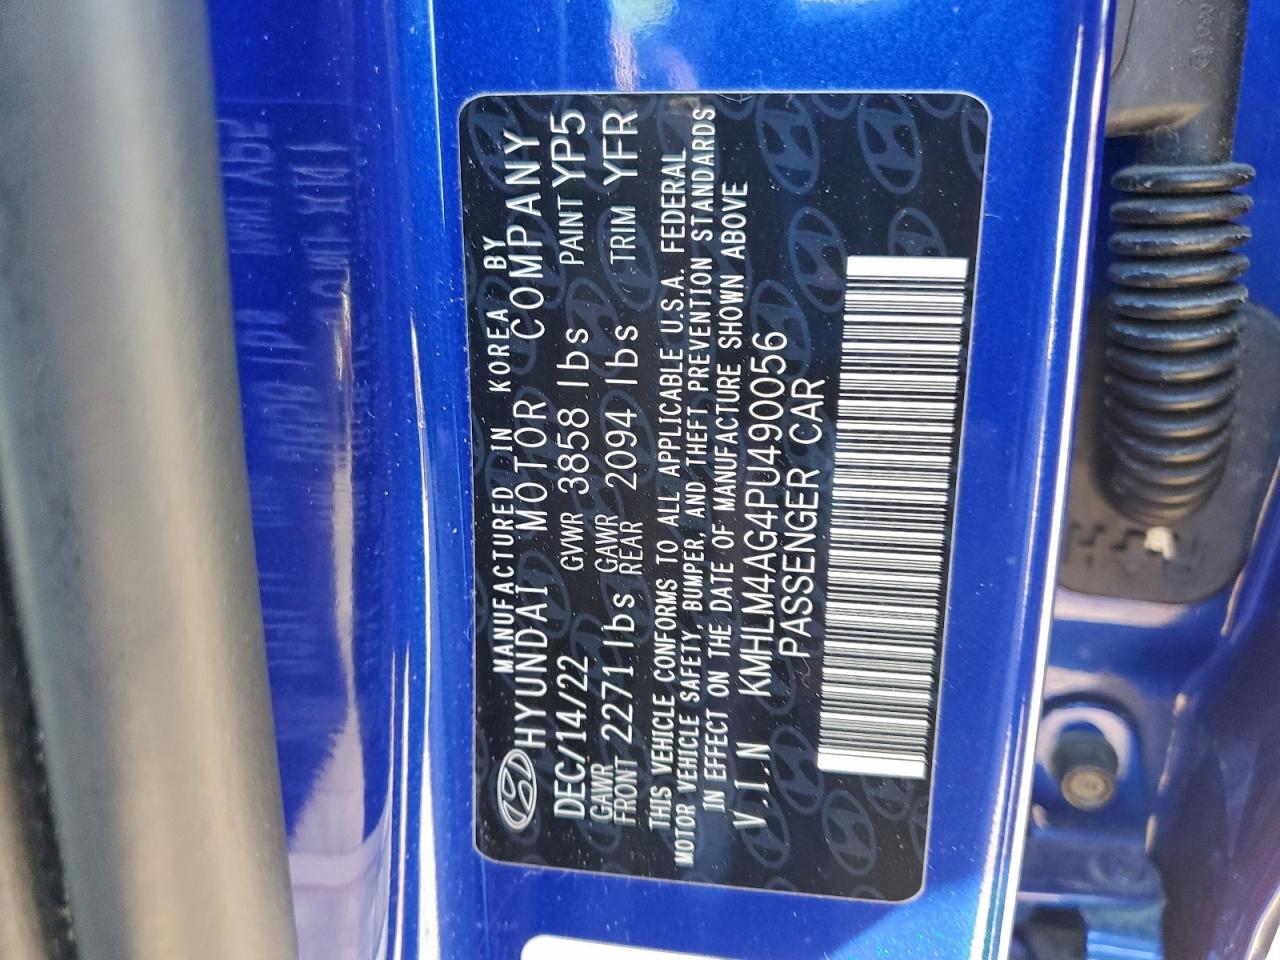 MANUFACTURED IN KOREA BY
HYUNDAI MOTOR COMPANY
DEC/14/22 GVWR 3858 lbs PAINT YP5
GAWR FRONT 2271 lbs GAWR REAR 2094 lbs TRIM YFR
THIS VEHICLE CONFORMS TO ALL APPLICABLE U.S.A. FEDERAL
MOTOR VEHICLE SAFETY, BUMPER, AND THEFT PREVENTION STANDARDS
IN EFFECT ON THE DATE OF MANUFACTURE SHOWN ABOVE
V.I.N KMHLM4AG4PU490056
PASSENGER CAR